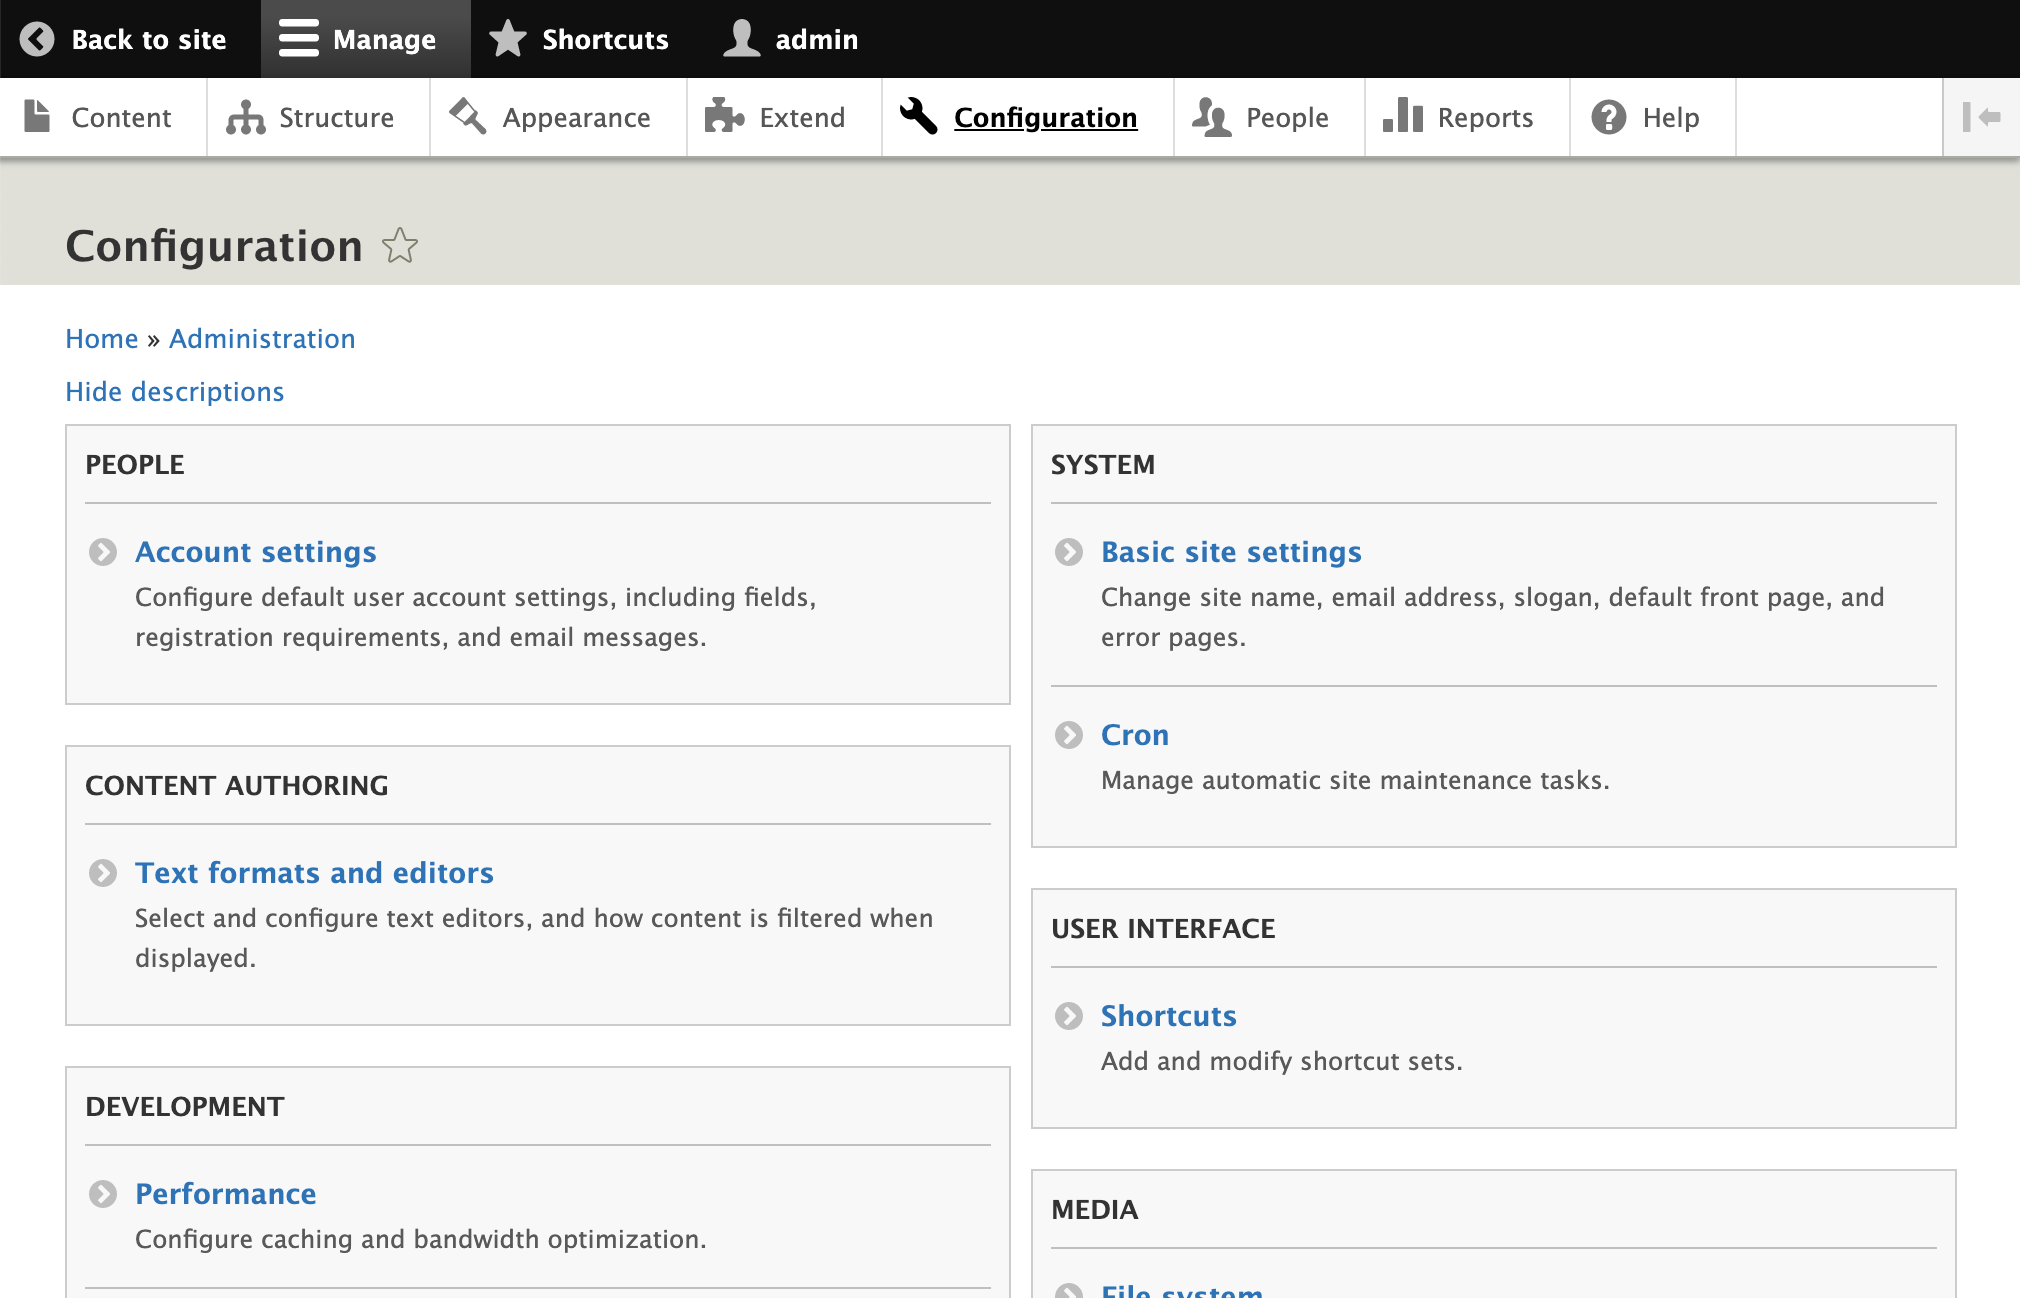 Back to site
Manage
Shortcuts
admin
Content
Structure
Appearance
Extend
Configuration
People
Reports
Help
Configuration
Home » Administration
Hide descriptions
PEOPLE
Account settings
Configure default user account settings, including fields,
registration requirements, and email messages.
CONTENT AUTHORING
Text formats and editors
Select and configure text editors, and how content is filtered when
displayed.
DEVELOPMENT
Performance
Configure caching and bandwidth optimization.
SYSTEM
Basic site settings
Change site name, email address, slogan, default front page, and
error pages.
Cron
Manage automatic site maintenance tasks.
USER INTERFACE
Shortcuts
Add and modify shortcut sets.
MEDIA
File system